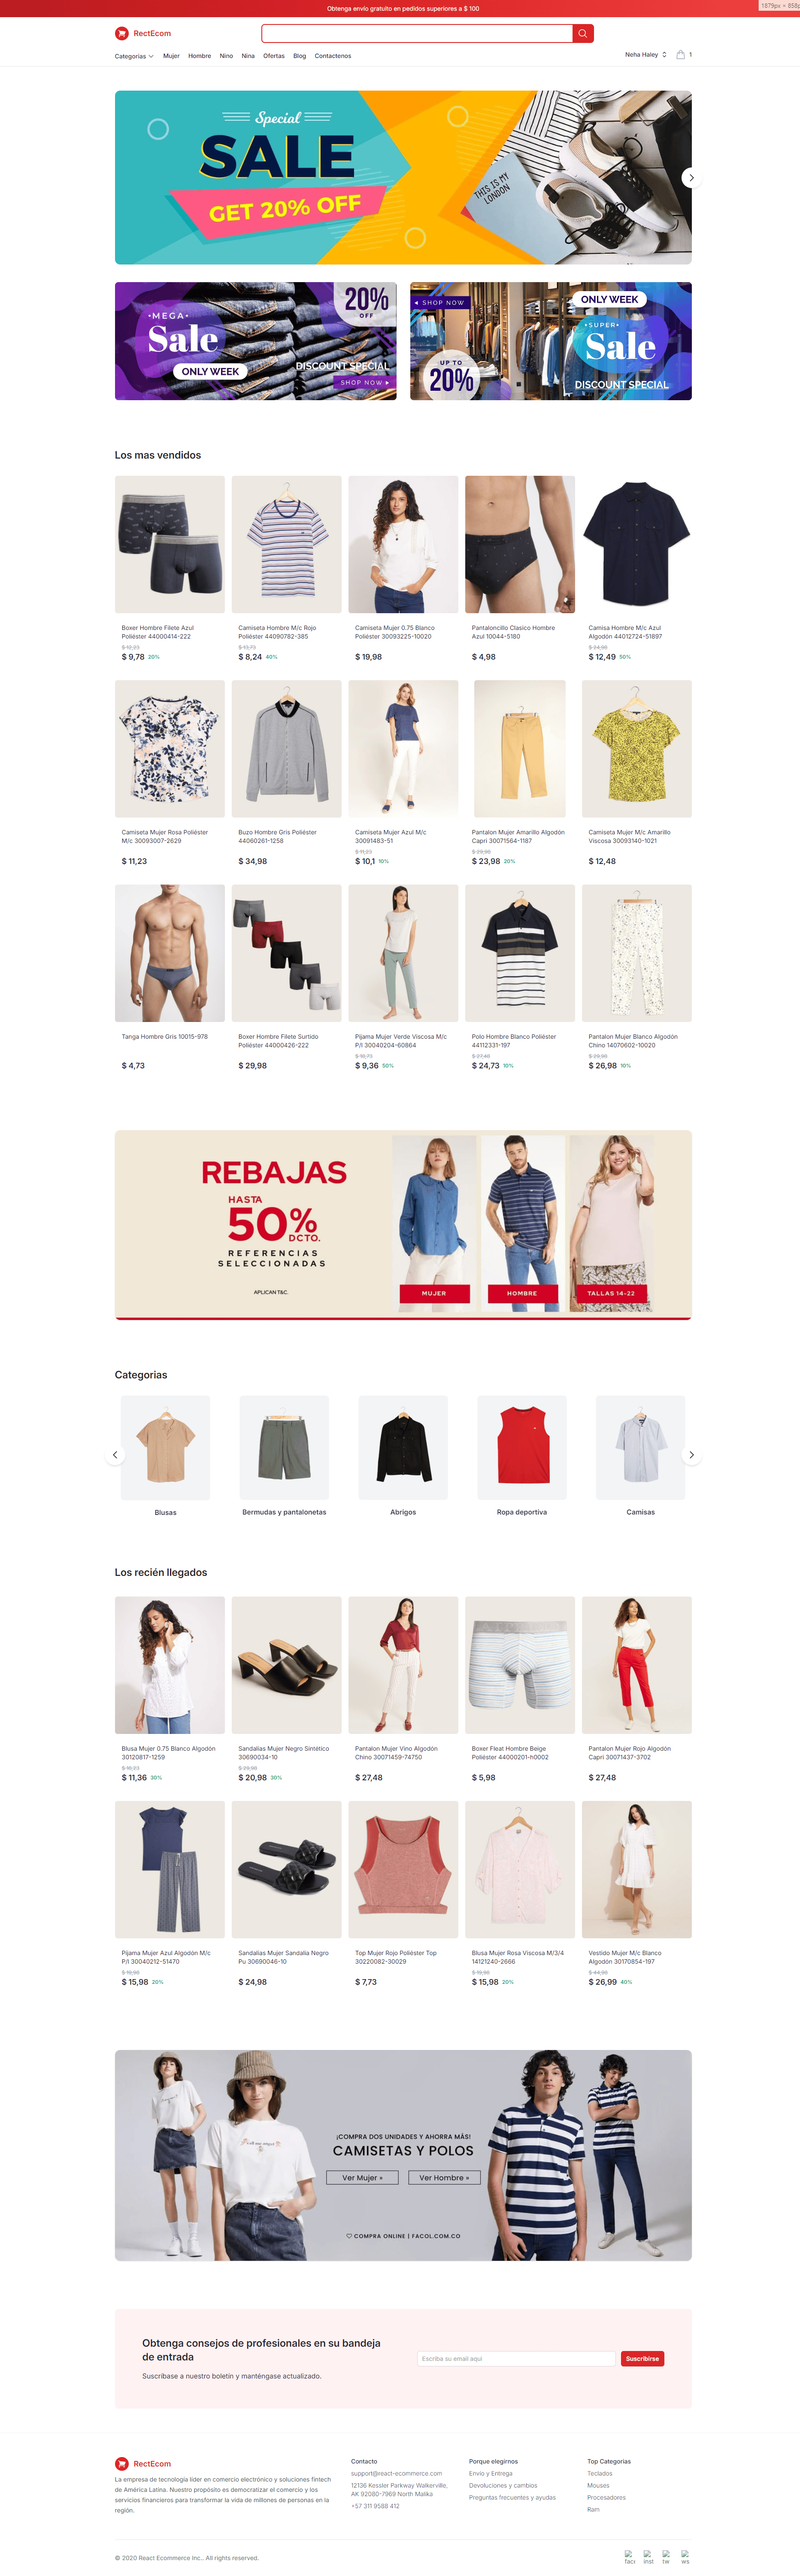 Obtenga envío gratuito en pedidos superiores a $ 100
1879px × 858p
RectEcom
Categorias Mujer Hombre Nino Nina Ofertas Blog Contactenos
Neha Haley 1
Special
SALE
GET 20% OFF
THIS IS MY
LONDON
•MEGA•
Sale
ONLY WEEK
20%
OFF
DISCOUNT SPECIAL
SHOP NOW
SHOP NOW
UP TO
20%
ONLY WEEK
•SUPER•
Sale
DISCOUNT SPECIAL
Los mas vendidos
Boxer Hombre Filete Azul
Poliéster 44000414-222
$ 12,23
$ 9,78 20%
Camiseta Hombre M/c Rojo
Poliéster 44090782-385
$ 13,73
$ 8,24 40%
Camiseta Mujer 0.75 Blanco
Poliéster 30093225-10020
$ 19,98
Pantaloncillo Clasico Hombre
Azul 10044-5180
$ 4,98
Camisa Hombre M/c Azul
Algodón 44012724-51897
$ 24,98
$ 12,49 50%
Camiseta Mujer Rosa Poliéster
M/c 30093007-2629
$ 11,23
Buzo Hombre Gris Poliéster
44060261-1258
$ 34,98
Camiseta Mujer Azul M/c
30091483-51
$ 11,23
$ 10,1 10%
Pantalon Mujer Amarillo Algodón
Capri 30071564-1187
$ 29,98
$ 23,98 20%
Camiseta Mujer M/c Amarillo
Viscosa 30093140-1021
$ 12,48
Tanga Hombre Gris 10015-978
$ 4,73
Boxer Hombre Filete Surtido
Poliéster 44000426-222
$ 29,98
Pijama Mujer Verde Viscosa M/c
P/l 30040204-60864
$ 18,73
$ 9,36 50%
Polo Hombre Blanco Poliéster
44112331-197
$ 27,48
$ 24,73 10%
Pantalon Mujer Blanco Algodón
Chino 14070602-10020
$ 29,98
$ 26,98 10%
REBAJAS
HASTA
50%
DCTO.
REFERENCIAS
SELECCIONADAS
APLICAN T&C.
MUJER
HOMBRE
TALLAS 14-22
Categorias
Blusas
Bermudas y pantalonetas
Abrigos
Ropa deportiva
Camisas
Los recién llegados
Blusa Mujer 0.75 Blanco Algodón
30120817-1259
$ 16,23
$ 11,36 30%
Sandalias Mujer Negro Sintético
30690034-10
$ 29,98
$ 20,98 30%
Pantalon Mujer Vino Algodón
Chino 30071459-74750
$ 27,48
Boxer Fleat Hombre Beige
Poliéster 44000201-h0002
$ 5,98
Pantalon Mujer Rojo Algodón
Capri 30071437-3702
$ 27,48
Pijama Mujer Azul Algodón M/c
P/l 30040212-51470
$ 19,98
$ 15,98 20%
Sandalias Mujer Sandalia Negro
Pu 30690046-10
$ 24,98
Top Mujer Rojo Poliéster Top
30220082-30029
$ 7,73
Blusa Mujer Rosa Viscosa M/3/4
14121240-2666
$ 19,98
$ 15,98 20%
Vestido Mujer M/c Blanco
Algodón 30170854-197
$ 44,98
$ 26,99 40%
¡COMPRA DOS UNIDADES Y AHORRA MÁS!
CAMISETAS Y POLOS
Ver Mujer »
Ver Hombre »
COMPRA ONLINE | FACOL.COM.CO
Obtenga consejos de profesionales en su bandeja
de entrada
Suscríbase a nuestro boletín y manténgase actualizado.
Escriba su email aqui
Suscribirse
RectEcom
La empresa de tecnología líder en comercio electrónico y soluciones fintech
de América Latina. Nuestro propósito es democratizar el comercio y los
servicios financieros para transformar la vida de millones de personas en la
región.
Contacto
support@react-ecommerce.com
12136 Kessler Parkway Walkerville,
AK 92080-7969 North Malika
+57 311 9588 412
Porque elegirnos
Envio y Entrega
Devoluciones y cambios
Preguntas frecuentes y ayudas
Top Categorias
Teclados
Mouses
Procesadores
Ram
© 2020 React Ecommerce Inc.. All rights reserved.
face inst tw ws